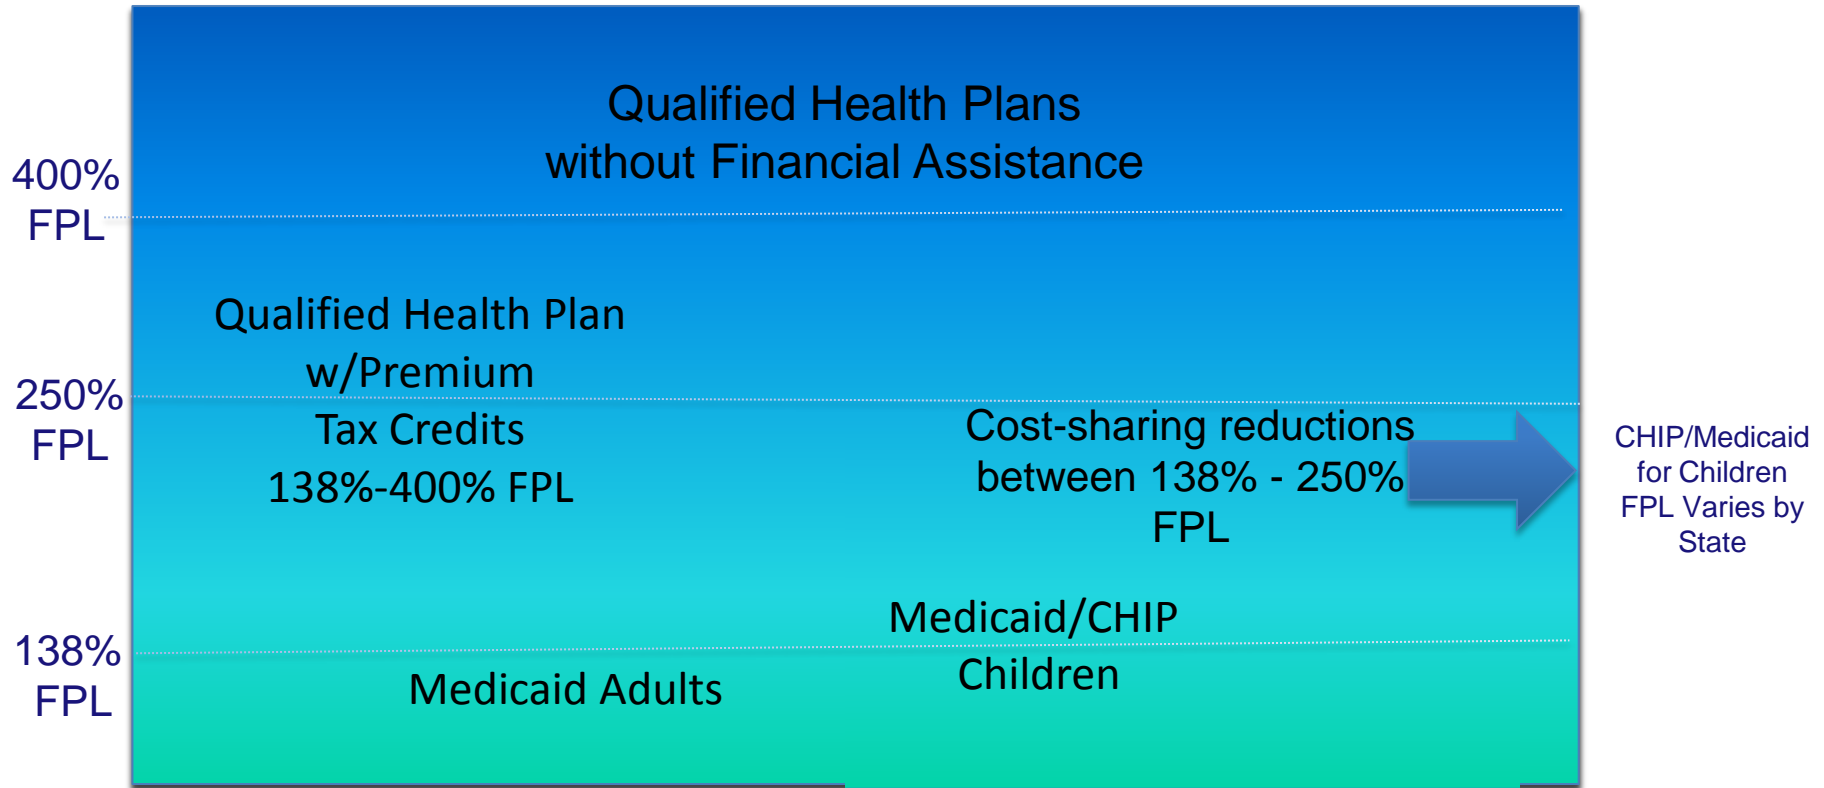 Qualified Health Plans
without Financial Assistance
400%
FPL
Qualified Health Plan
w/Premium
Tax Credits
138%-400% FPL
250%
FPL
Cost-sharing reductions
between 138% - 250%
FPL
CHIP/Medicaid
for Children
FPL Varies by
State
Medicaid/CHIP
Children
138%
FPL
Medicaid Adults